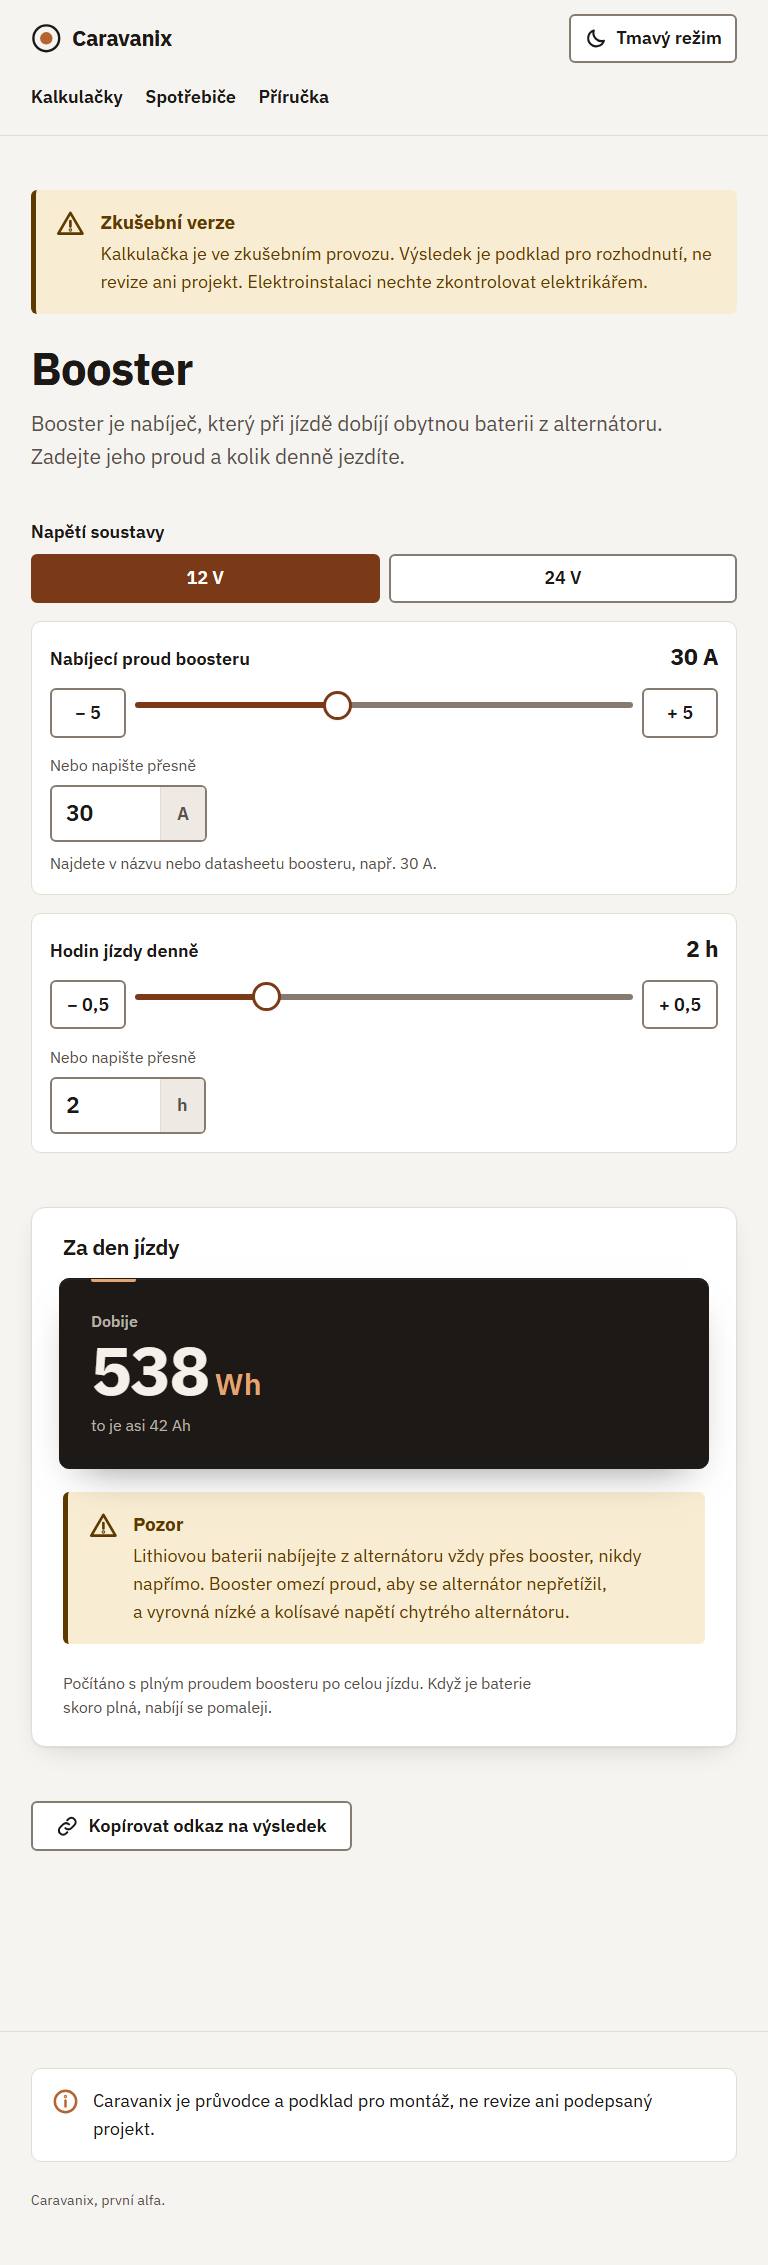 Caravanix
Tmavý režim
Kalkulačky Spotřebiče Příručka
Zkušební verze
Kalkulačka je ve zkušebním provozu. Výsledek je podklad pro rozhodnutí, ne
revize ani projekt. Elektroinstalaci nechte zkontrolovat elektrikářem.
Booster
Booster je nabíječ, který při jízdě dobíjí obytnou baterii z alternátoru.
Zadejte jeho proud a kolik denně jezdíte.
Napětí soustavy
12 V 24 V
Nabíjecí proud boosteru 30 A
− 5 + 5
Nebo napište přesně
30 A
Najdete v názvu nebo datasheetu boosteru, např. 30 A.
Hodin jízdy denně 2 h
− 0,5 + 0,5
Nebo napište přesně
2 h
Za den jízdy
Dobije
538 Wh
to je asi 42 Ah
Pozor
Lithiovou baterii nabíjejte z alternátoru vždy přes booster, nikdy
napřímo. Booster omezí proud, aby se alternátor nepřetížil,
a vyrovná nízké a kolísavé napětí chytrého alternátoru.
Počítáno s plným proudem boosteru po celou jízdu. Když je baterie
skoro plná, nabíjí se pomaleji.
Kopírovat odkaz na výsledek
Caravanix je průvodce a podklad pro montáž, ne revize ani podepsaný
projekt.
Caravanix, první alfa.